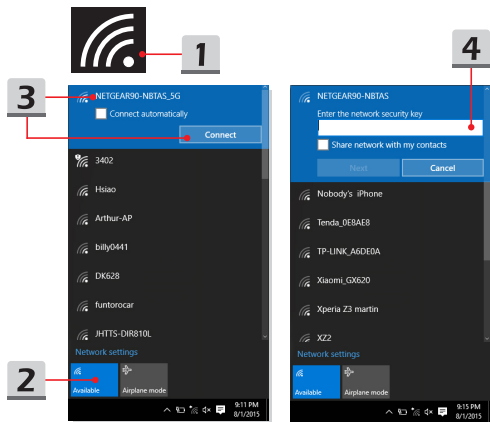 1
3
NETGEAR90-NBTAS_5G
Connect automatically
Connect
3402
Hsiao
Arthur-AP
billy0441
DK628
funtorocar
JHTTS-DIR810L
Network settings
2
Available
Airplane mode
9:11 PM
8/1/2015
4
NETGEAR90-NBTAS
Enter the network security key
Share network with my contacts
Next
Cancel
Nobody's iPhone
Tenda_0E8AE8
TP-LINK_A6DE0A
Xiaomi_GX620
Xperia Z3 martin
XZ2
Network settings
Available
Airplane mode
9:15 PM
8/1/2015